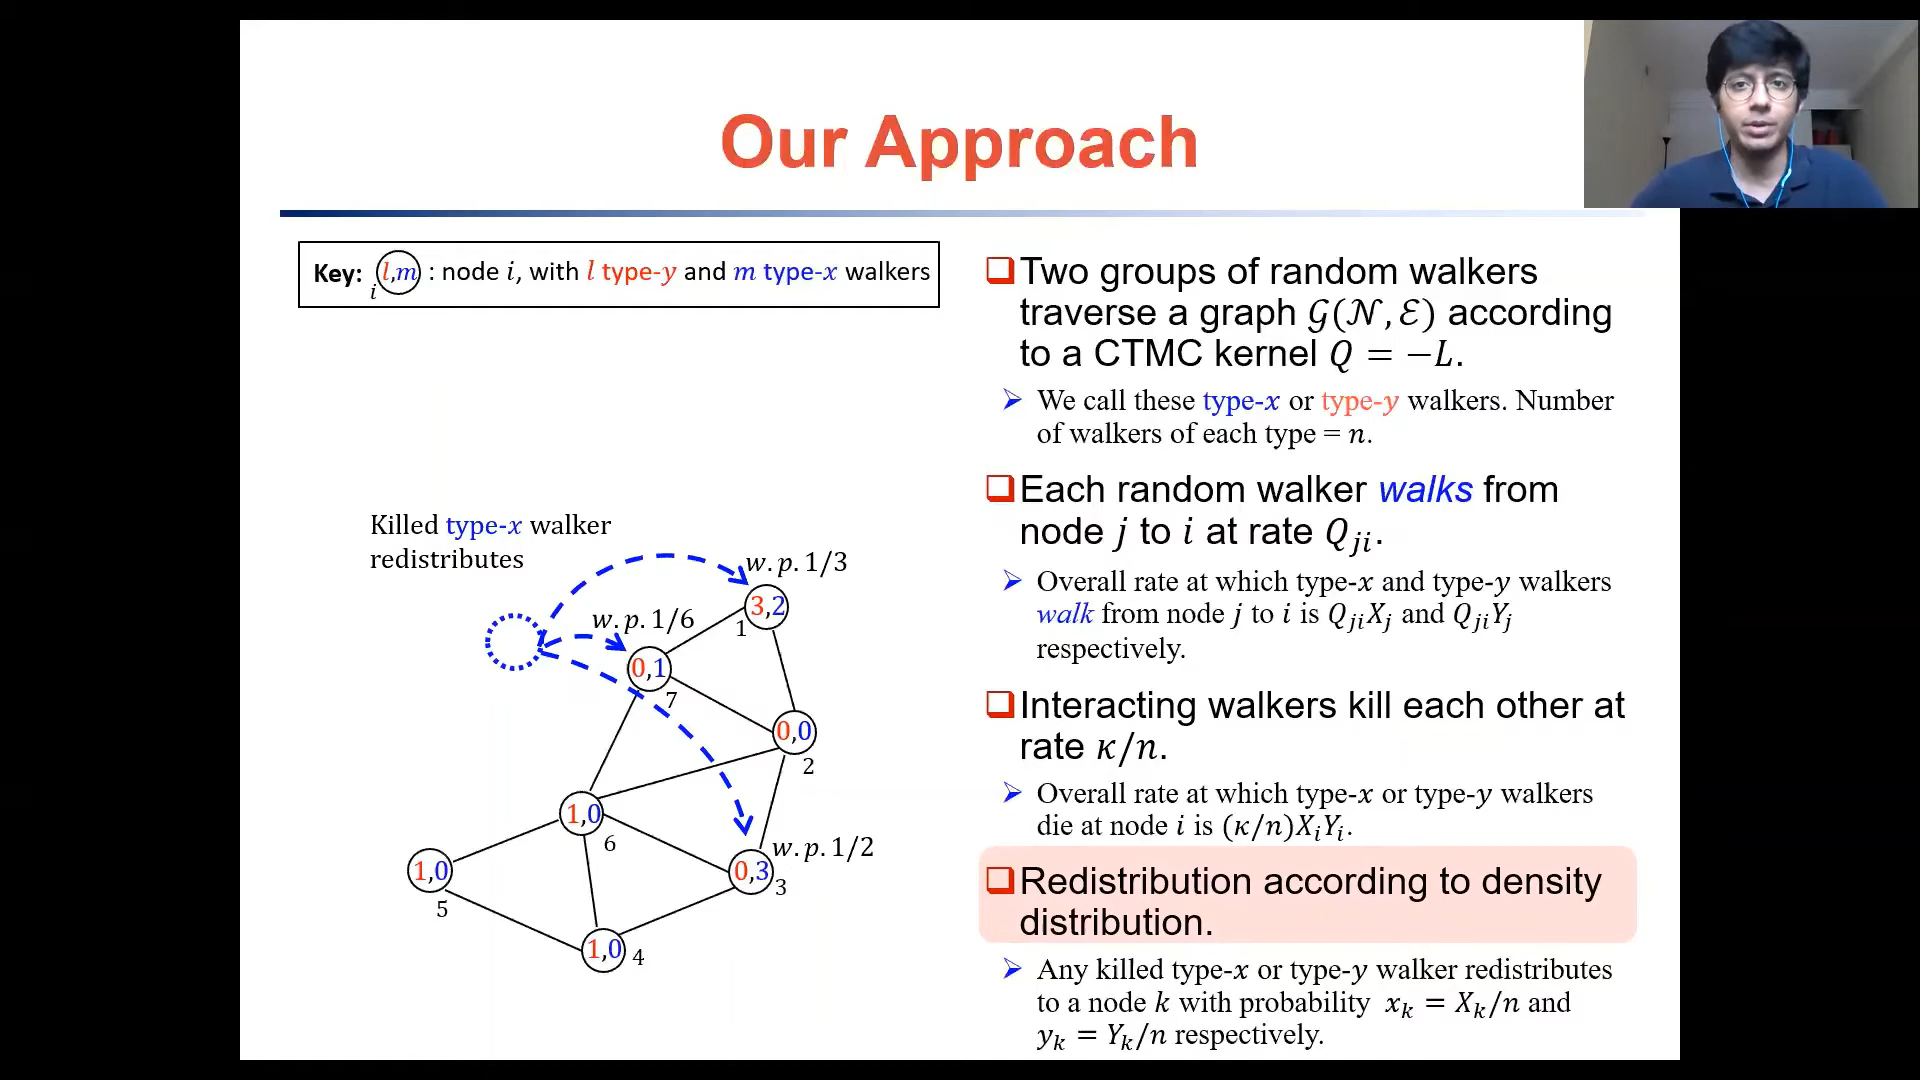 Our Approach
Key: i l,m : node i, with l type-y and m type-x walkers
Killed type-x walker
redistributes
w.p.1/3
3,2
1
w.p.1/6
0,1
7
0,0
2
1,0
6
w.p.1/2
0,3
3
1,0
5
1,0
4
Two groups of random walkers
traverse a graph 𝒢(𝒩,ℰ) according
to a CTMC kernel Q = −L.
We call these type-x or type-y walkers. Number
of walkers of each type = n.
Each random walker walks from
node j to i at rate Q_ji.
Overall rate at which type-x and type-y walkers
walk from node j to i is Q_jiX_j and Q_jiY_j
respectively.
Interacting walkers kill each other at
rate κ/n.
Overall rate at which type-x or type-y walkers
die at node i is (κ/n)X_iY_i.
Redistribution according to density
distribution.
Any killed type-x or type-y walker redistributes
to a node k with probability x_k = X_k/n and
y_k = Y_k/n respectively.